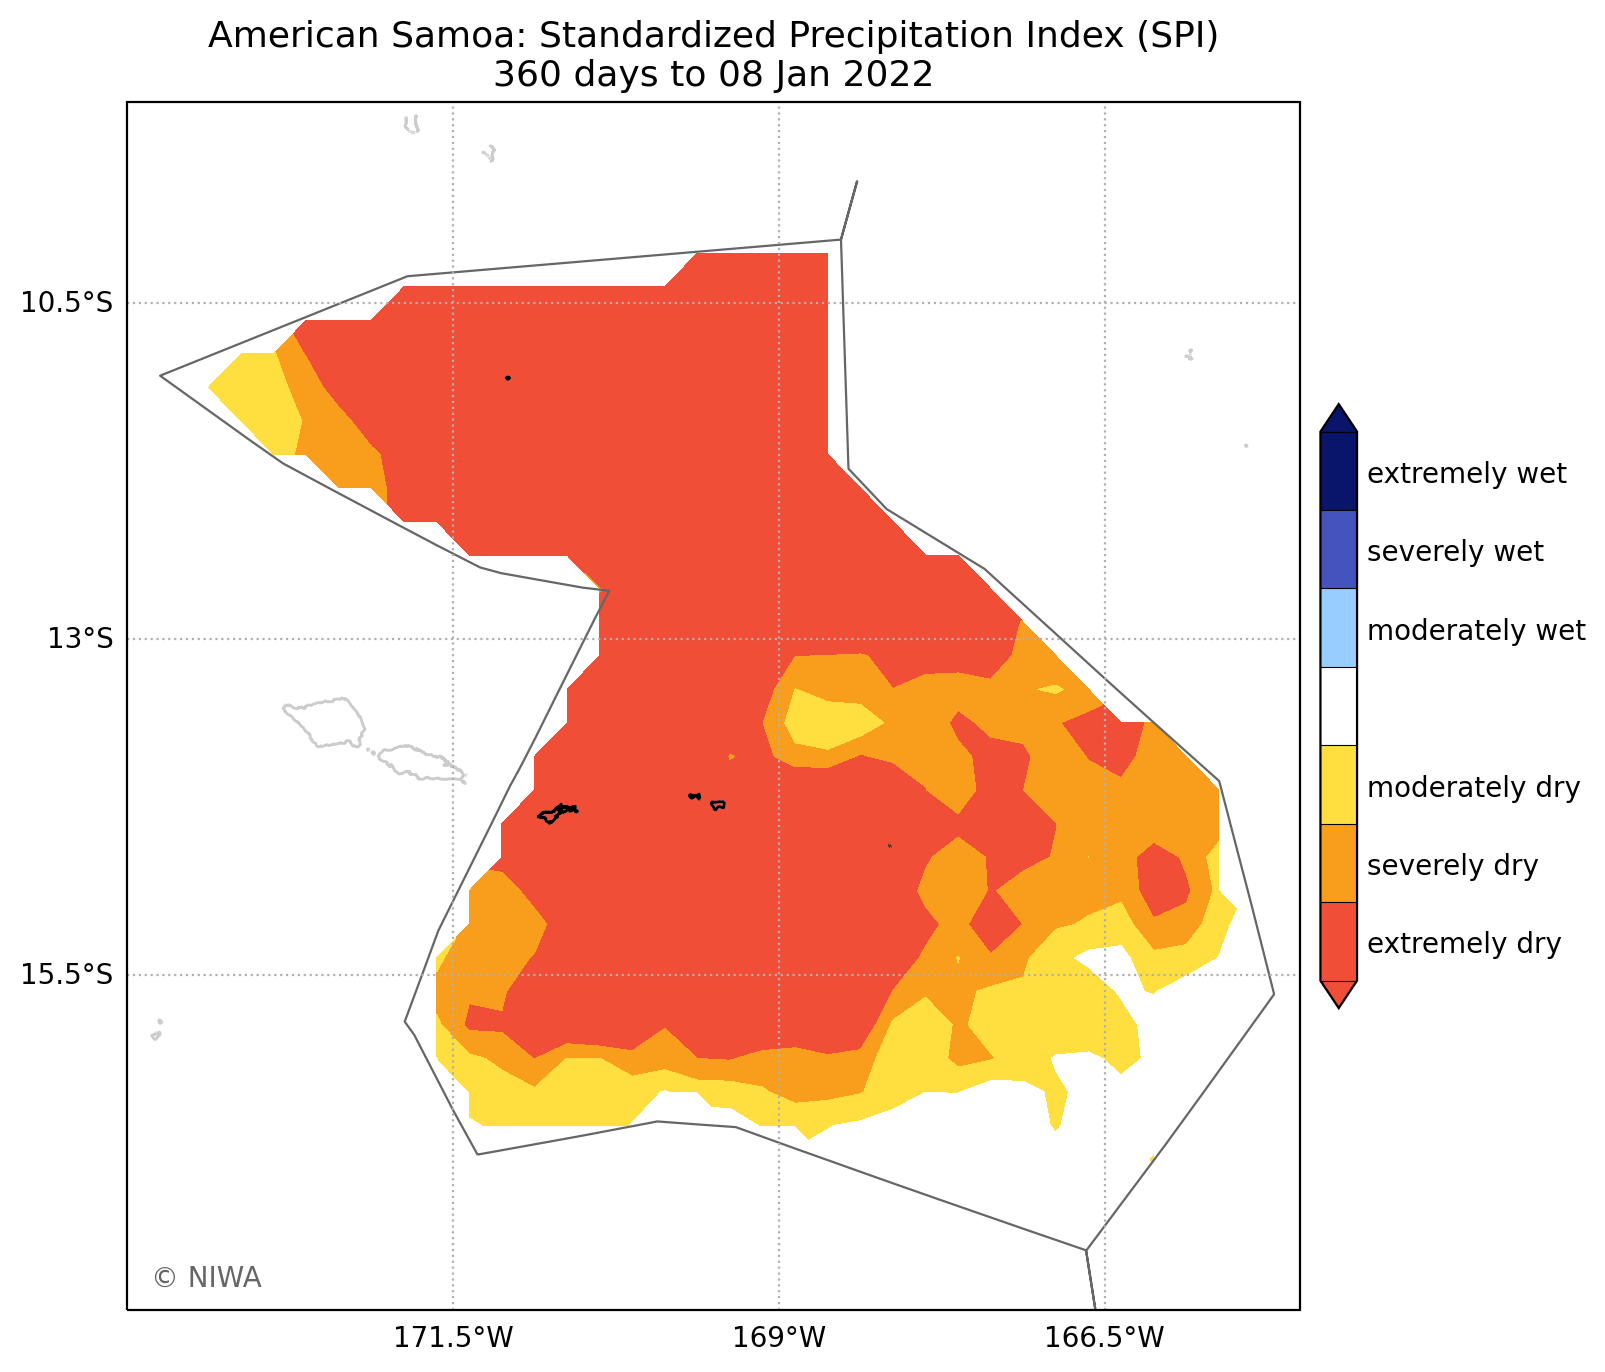 American Samoa: Standardized Precipitation Index (SPI)
360 days to 08 Jan 2022
10.5°S
13°S
15.5°S
171.5°W
169°W
166.5°W
extremely wet
severely wet
moderately wet
moderately dry
severely dry
extremely dry
© NIWA